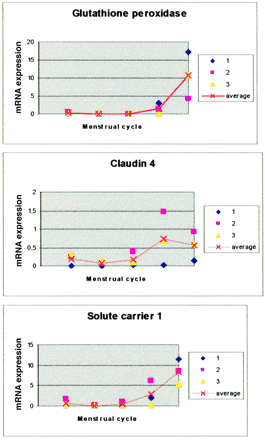 Glutathione peroxidase
mRNA expression
20
15
10
5
0
Menstrual cycle
1
2
3
average
Claudin 4
mRNA expression
2
1.5
1
0.5
0
Menstrual cycle
1
2
3
average
Solute carrier 1
mRNA expression
15
10
5
0
Menstrual cycle
1
2
3
average